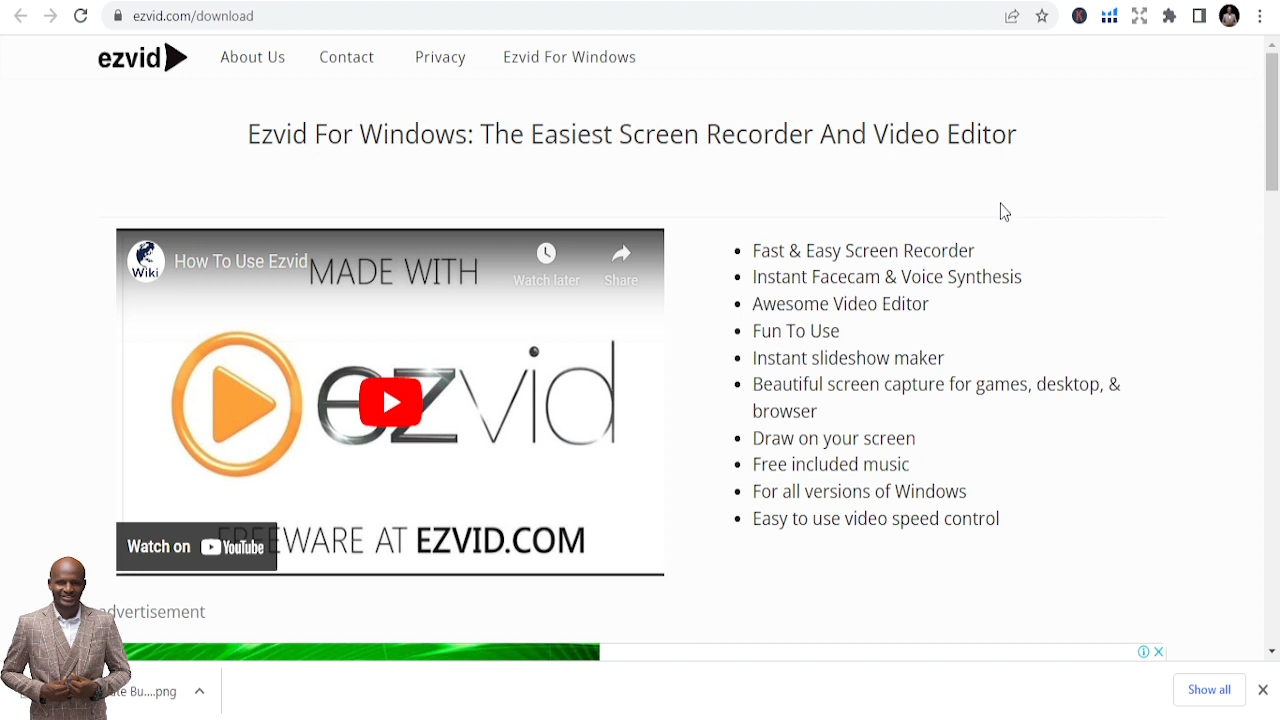 ezvid.com/download
ezvid
About Us
Contact
Privacy
Ezvid For Windows
Ezvid For Windows: The Easiest Screen Recorder And Video Editor
Wiki
How To Use Ezvid
MADE WITH
Watch later
Share
ezvid
Watch on YouTube
FREEWARE AT EZVID.COM
Fast & Easy Screen Recorder
Instant Facecam & Voice Synthesis
Awesome Video Editor
Fun To Use
Instant slideshow maker
Beautiful screen capture for games, desktop, &
browser
Draw on your screen
Free included music
For all versions of Windows
Easy to use video speed control
advertisement
Bu....png
Show all